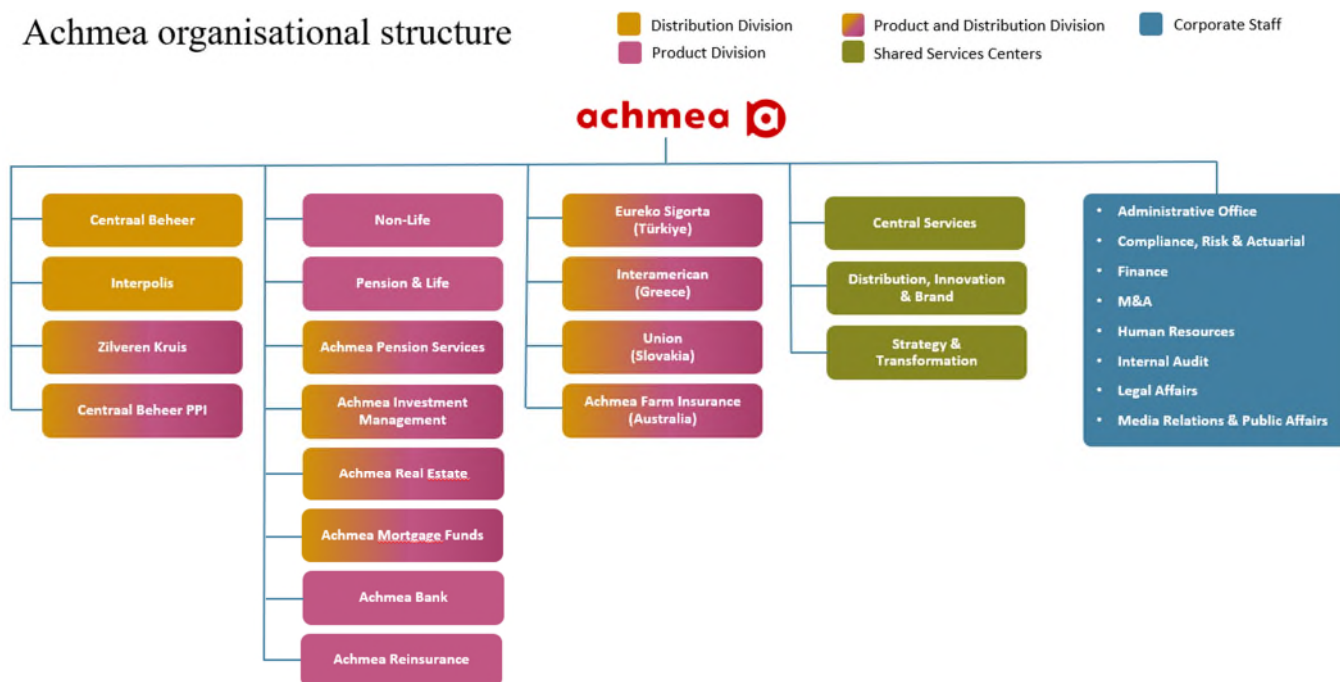 Achmea organisational structure
Distribution Division
Product and Distribution Division
Corporate Staff
Product Division
Shared Services Centers
achmea
Centraal Beheer
Interpolis
Zilveren Kruis
Centraal Beheer PPI
Non-Life
Pension & Life
Achmea Pension Services
Achmea Investment
Management
Achmea Real Estate
Achmea Mortgage Funds
Achmea Bank
Achmea Reinsurance
Eureko Sigorta
(Türkiye)
Interamerican
(Greece)
Union
(Slovakia)
Achmea Farm Insurance
(Australia)
Central Services
Distribution, Innovation
& Brand
Strategy &
Transformation
• Administrative Office
• Compliance, Risk & Actuarial
• Finance
• M&A
• Human Resources
• Internal Audit
• Legal Affairs
• Media Relations & Public Affairs